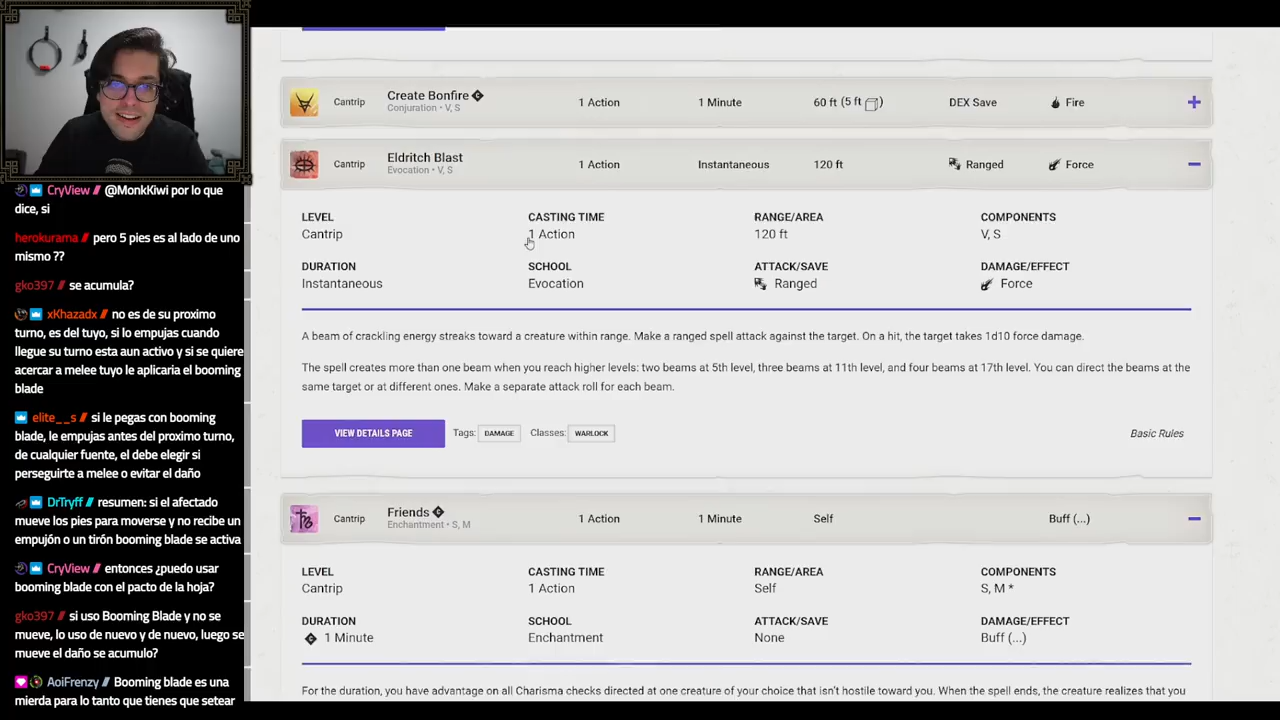 CryView // @MonkKiwi por lo que
dice, si
herokurama // pero 5 pies es al lado de uno
mismo ??
gko397 // se acumula?
xKhazadx // no es de su proximo
turno, es del tuyo, si lo empujas cuando
llegue su turno esta aun activo y si se quiere
acercar a melee tuyo le aplicaria el booming
blade
elite__s // si le pegas con booming
blade, le empujas antes del proximo turno,
de cualquier fuente, el debe elegir si
perseguirte a melee o evitar el daño
DrTryff // resumen: si el afectado
mueve los pies para moverse y no recibe un
empujón o un tirón booming blade se activa
CryView // entonces ¿puedo usar
booming blade con el pacto de la hoja?
gko397 // si uso Booming Blade y no se
mueve, lo uso de nuevo y de nuevo, luego se
mueve el daño se acumulo?
AoiFrenzy // Booming blade es una
mierda para lo tanto que tienes que setear
Cantrip Create Bonfire 1 Action 1 Minute 60 ft (5 ft) DEX Save Fire
Conjuration • V, S
Cantrip Eldritch Blast 1 Action Instantaneous 120 ft Ranged Force
Evocation • V, S
LEVEL CASTING TIME RANGE/AREA COMPONENTS
Cantrip 1 Action 120 ft V, S
DURATION SCHOOL ATTACK/SAVE DAMAGE/EFFECT
Instantaneous Evocation Ranged Force
A beam of crackling energy streaks toward a creature within range. Make a ranged spell attack against the target. On a hit, the target takes 1d10 force damage.
The spell creates more than one beam when you reach higher levels: two beams at 5th level, three beams at 11th level, and four beams at 17th level. You can direct the beams at the
same target or at different ones. Make a separate attack roll for each beam.
VIEW DETAILS PAGE Tags: DAMAGE Classes: WARLOCK Basic Rules
Cantrip Friends 1 Action 1 Minute Self Buff (...)
Enchantment • S, M
LEVEL CASTING TIME RANGE/AREA COMPONENTS
Cantrip 1 Action Self S, M *
DURATION SCHOOL ATTACK/SAVE DAMAGE/EFFECT
1 Minute Enchantment None Buff (...)
For the duration, you have advantage on all Charisma checks directed at one creature of your choice that isn't hostile toward you. When the spell ends, the creature realizes that you